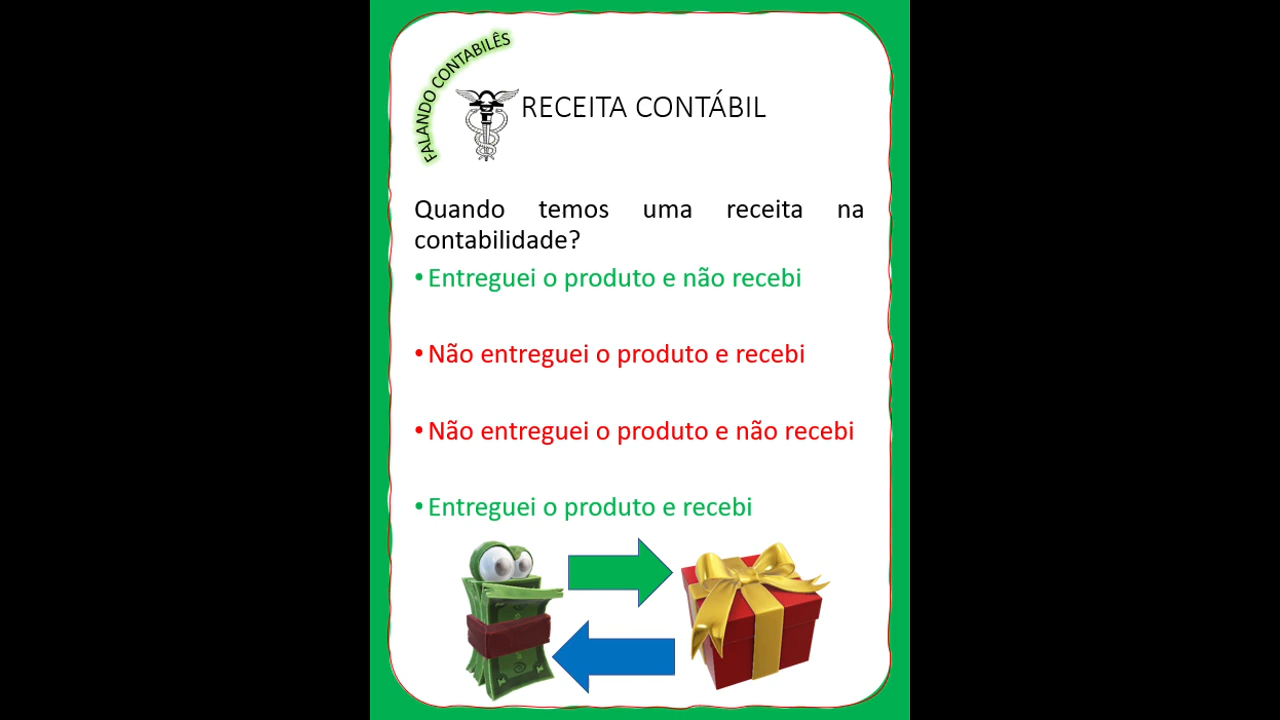 FALANDO CONTABILÊS
RECEITA CONTÁBIL
Quando temos uma receita na
contabilidade?
•Entreguei o produto e não recebi
•Não entreguei o produto e recebi
•Não entreguei o produto e não recebi
•Entreguei o produto e recebi